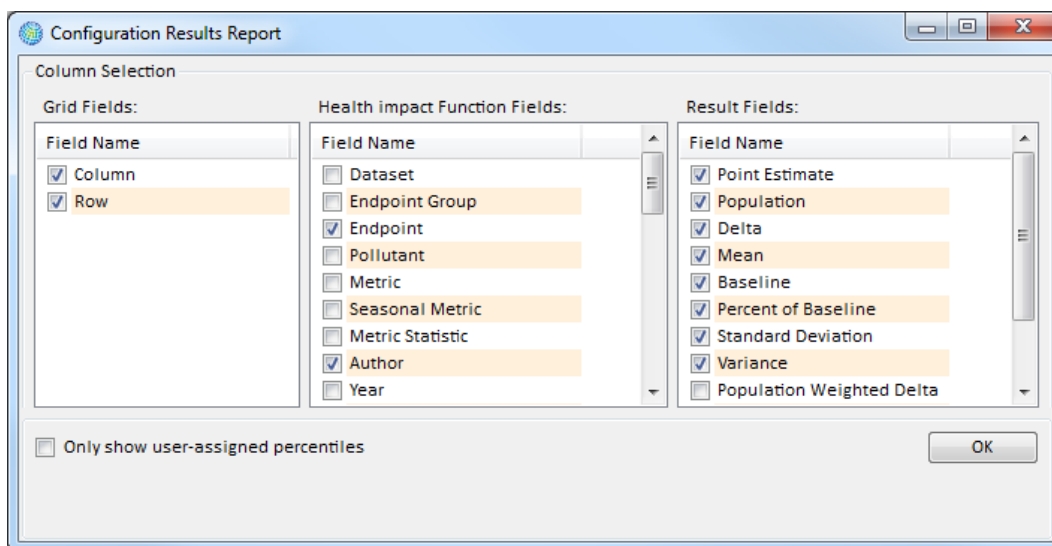 Configuration Results Report
Column Selection
Grid Fields:
Field Name
Column
Row
Health impact Function Fields:
Field Name
Dataset
Endpoint Group
Endpoint
Pollutant
Metric
Seasonal Metric
Metric Statistic
Author
Year
Result Fields:
Field Name
Point Estimate
Population
Delta
Mean
Baseline
Percent of Baseline
Standard Deviation
Variance
Population Weighted Delta
Only show user-assigned percentiles
OK